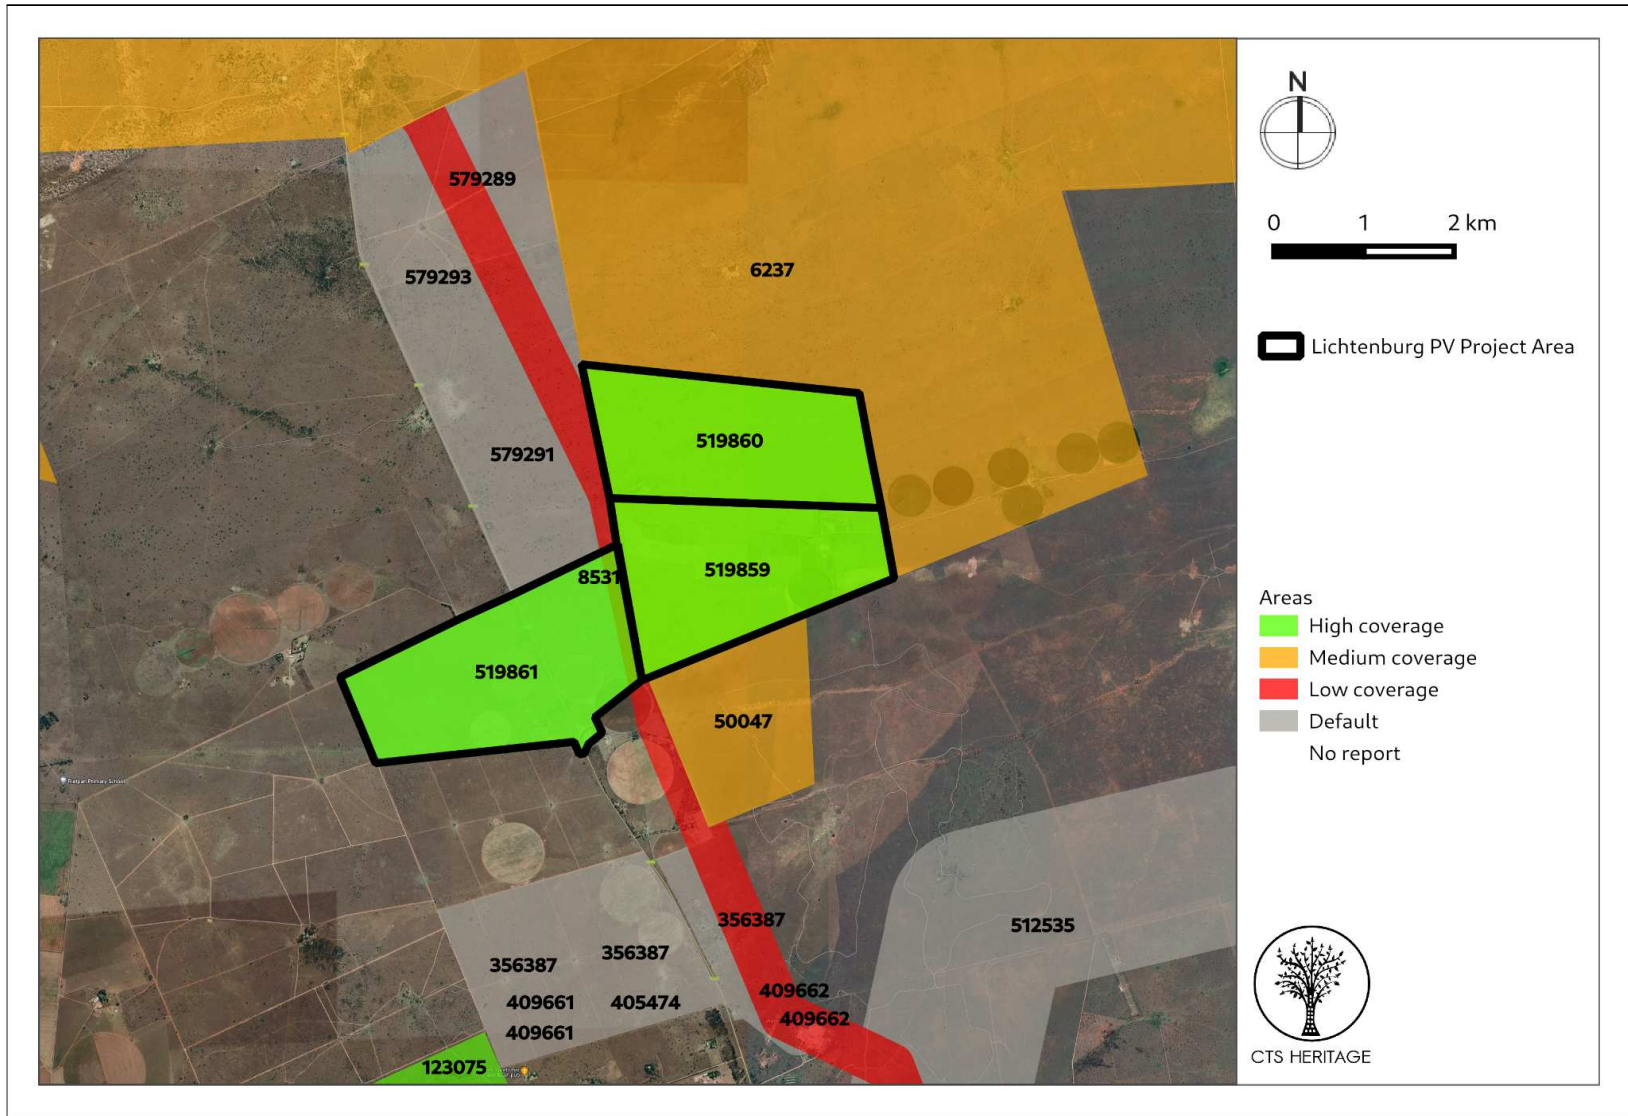 579289
579293
6237
519860
579291
519859
8531
519861
50047
356387
512535
356387
356387
409662
409661
405474
409662
409661
123075
N
0 1 2 km
Lichtenburg PV Project Area
Areas
High coverage
Medium coverage
Low coverage
Default
No report
CTS HERITAGE